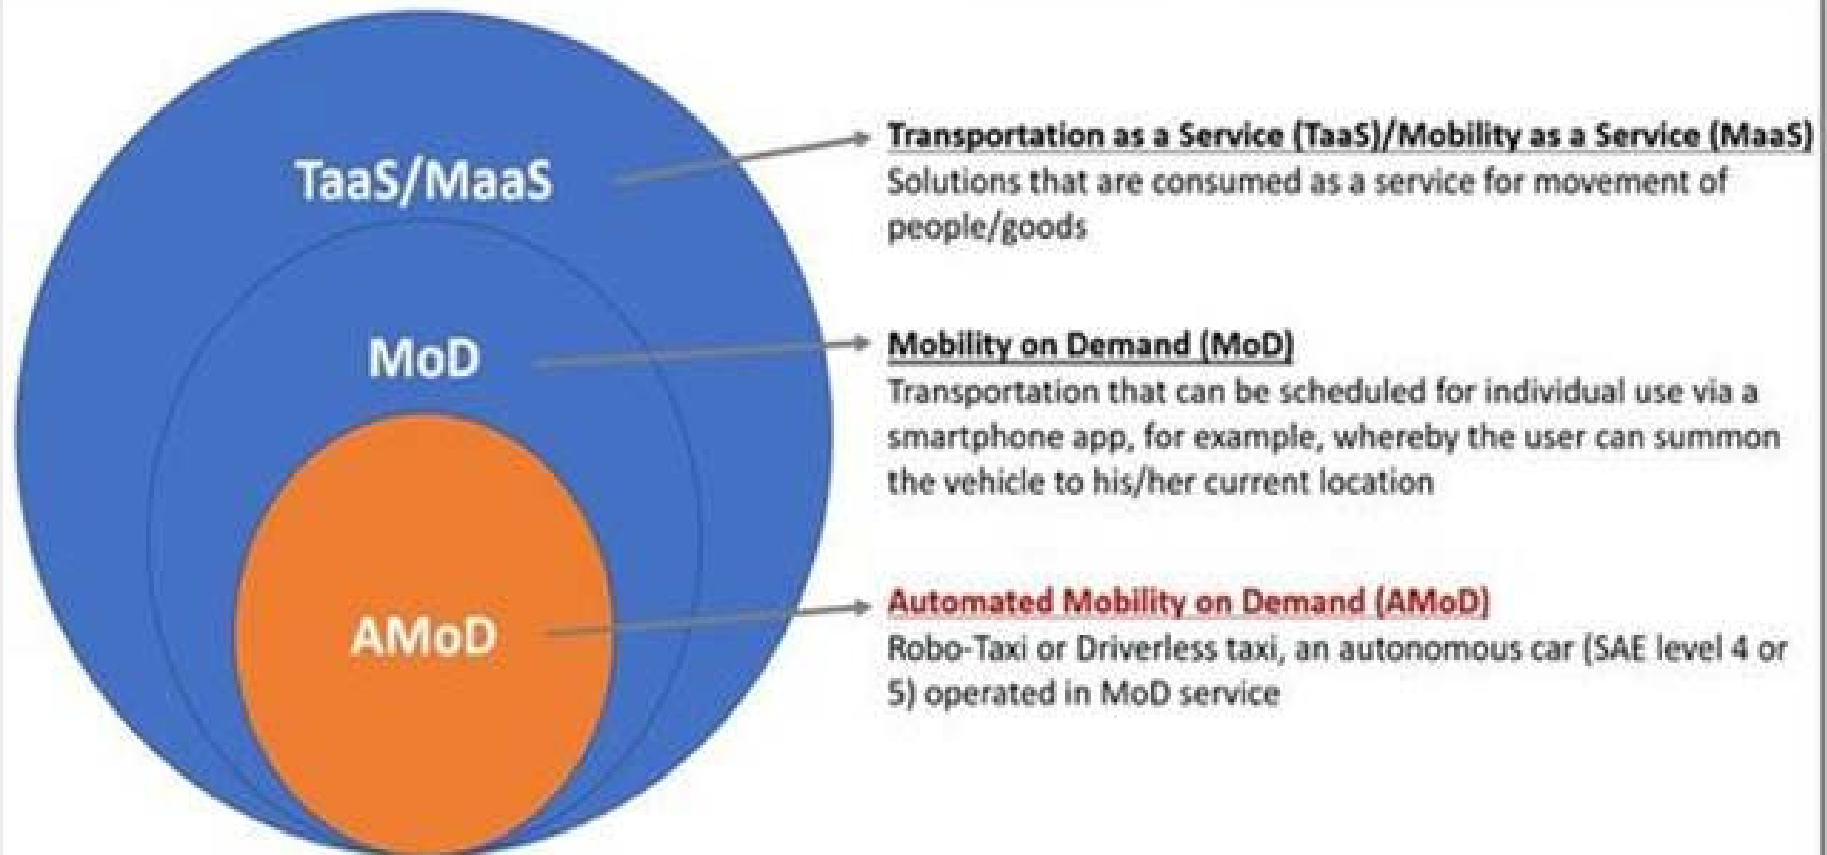 TaaS/MaaS
MoD
AMoD
Transportation as a Service (TaaS)/Mobility as a Service (MaaS)
Solutions that are consumed as a service for movement of
people/goods
Mobility on Demand (MoD)
Transportation that can be scheduled for individual use via a
smartphone app, for example, whereby the user can summon
the vehicle to his/her current location
Automated Mobility on Demand (AMoD)
Robo-Taxi or Driverless taxi, an autonomous car (SAE level 4 or
5) operated in MoD service